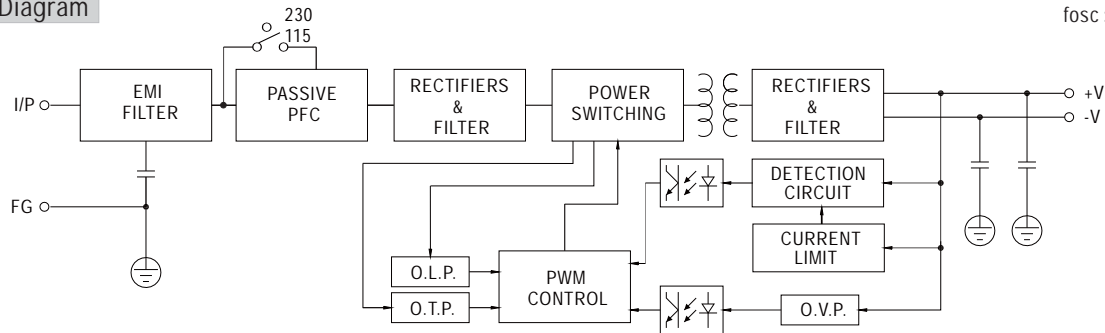 Diagram
fosc :
230
115
I/P
EMI
FILTER
PASSIVE
PFC
RECTIFIERS
&
FILTER
POWER
SWITCHING
RECTIFIERS
&
FILTER
+V
-V
FG
DETECTION
CIRCUIT
CURRENT
LIMIT
O.L.P.
O.T.P.
PWM
CONTROL
O.V.P.